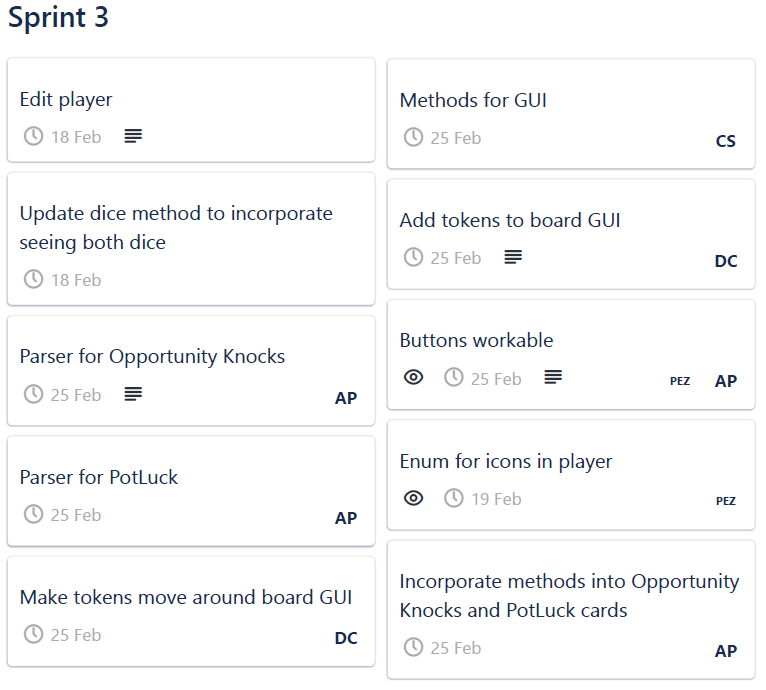 Sprint 3
Edit player
18 Feb
Update dice method to incorporate
seeing both dice
18 Feb
Parser for Opportunity Knocks
25 Feb
AP
Parser for PotLuck
25 Feb
AP
Make tokens move around board GUI
25 Feb
DC
Methods for GUI
25 Feb
CS
Add tokens to board GUI
25 Feb
DC
Buttons workable
25 Feb
PEZ AP
Enum for icons in player
19 Feb
PEZ
Incorporate methods into Opportunity
Knocks and PotLuck cards
25 Feb
AP